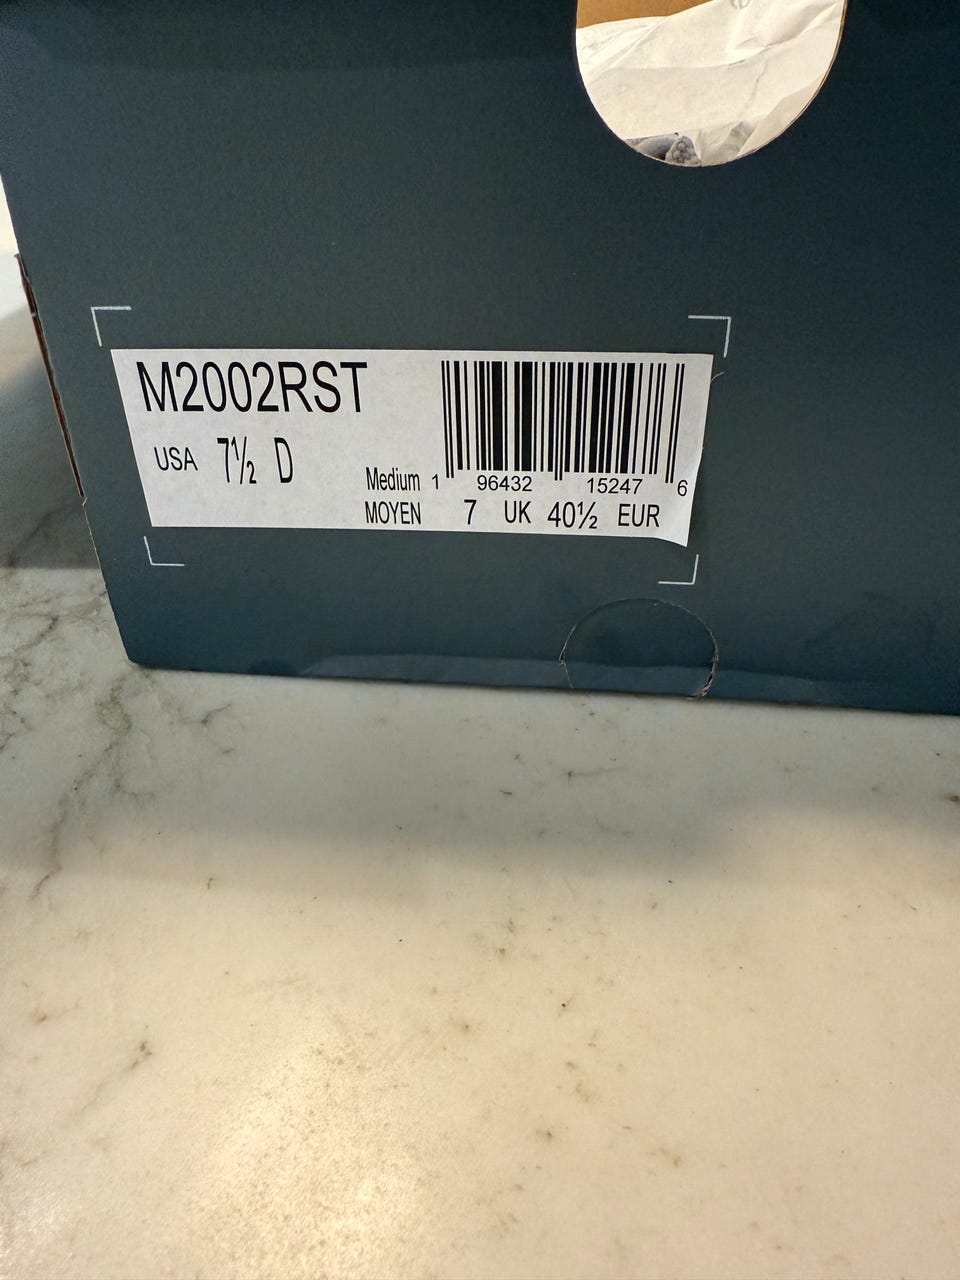 M2002RST
USA 7½ D
1 96432 15247 6
Medium
MOYEN 7 UK 40½ EUR